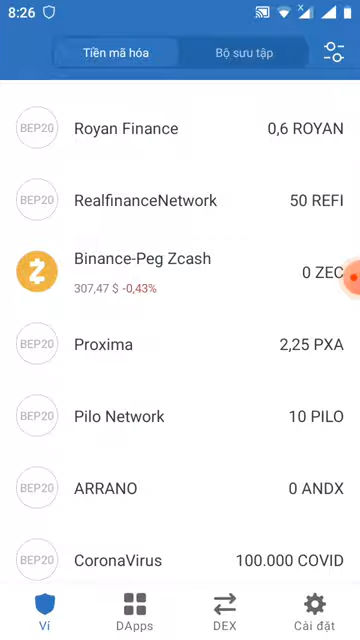 8:26
Tiền mã hóa
Bộ sưu tập
BEP20
Royan Finance
0,6 ROYAN
BEP20
RealfinanceNetwork
50 REFI
Binance-Peg Zcash
307,47 $ -0,43%
0 ZEC
BEP20
Proxima
2,25 PXA
BEP20
Pilo Network
10 PILO
BEP20
ARRANO
0 ANDX
BEP20
CoronaVirus
100.000 COVID
Ví
DApps
DEX
Cài đặt